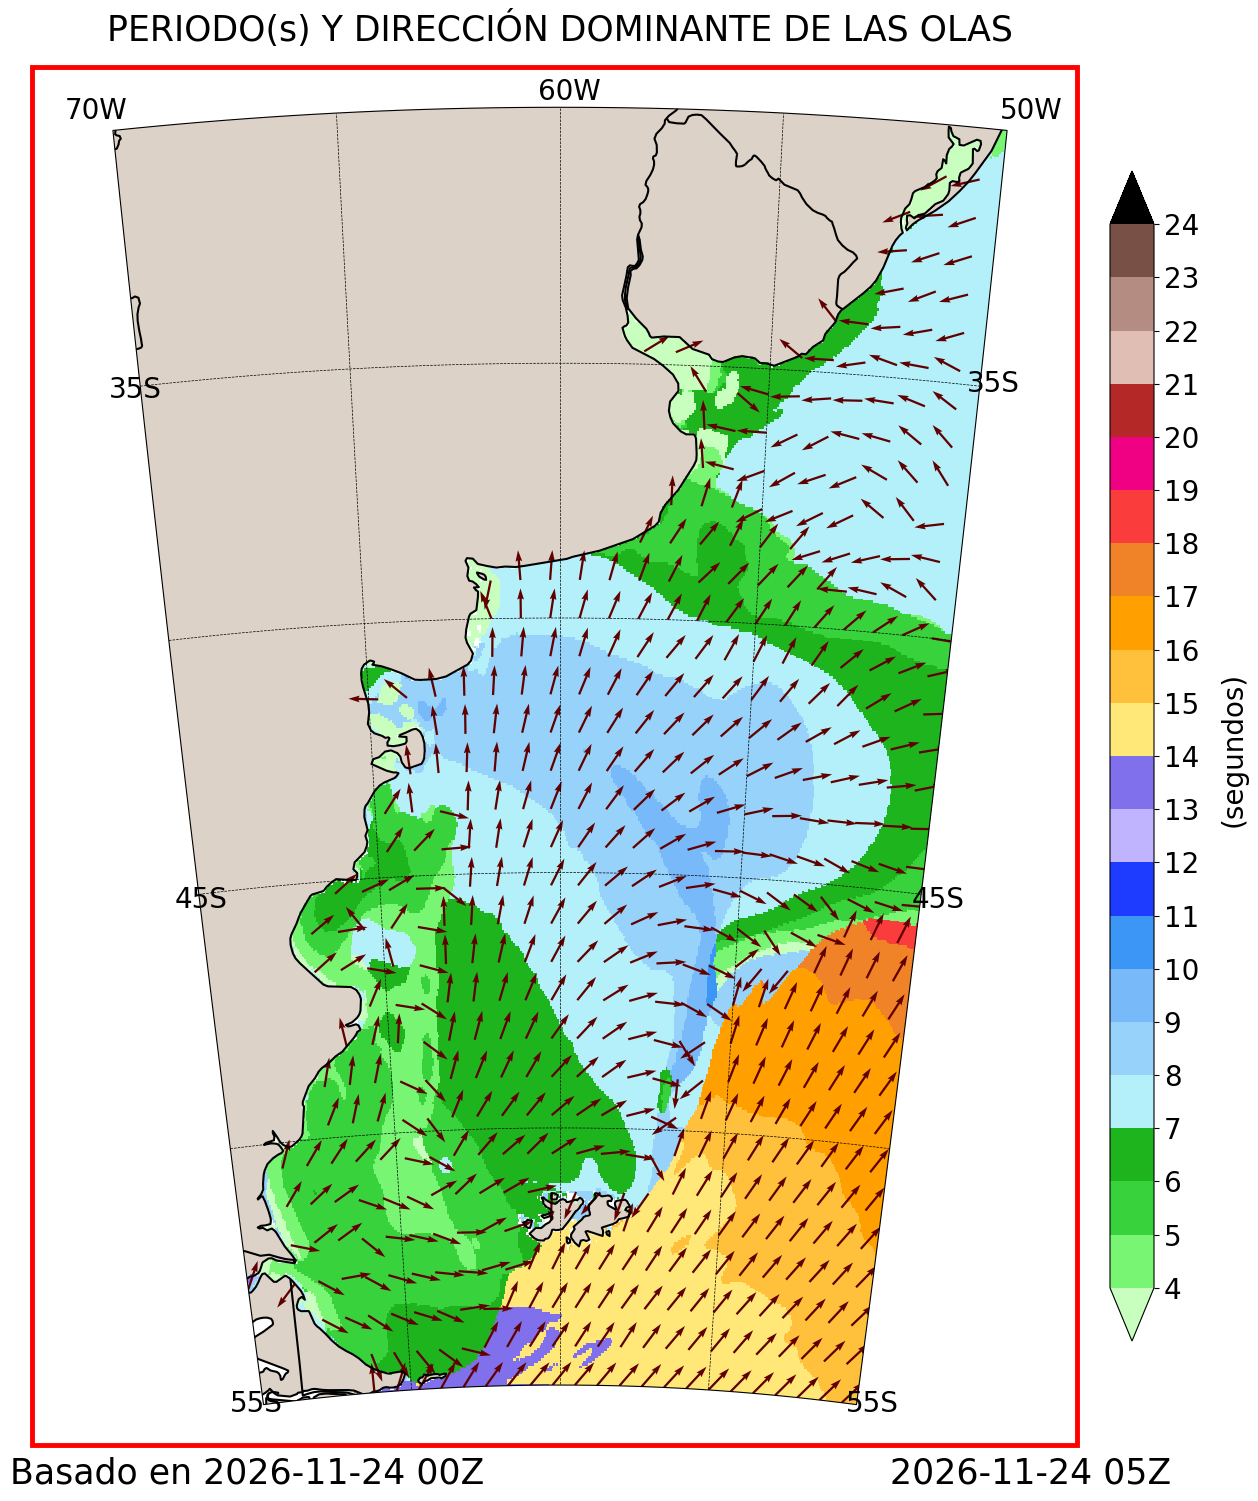 PERIODO(s) Y DIRECCIÓN DOMINANTE DE LAS OLAS
70W
60W
50W
35S
35S
45S
45S
55S
55S
24
23
22
21
20
19
18
17
16
15
14
13
12
11
10
9
8
7
6
5
4
(segundos)
Basado en 2026-11-24 00Z
2026-11-24 05Z